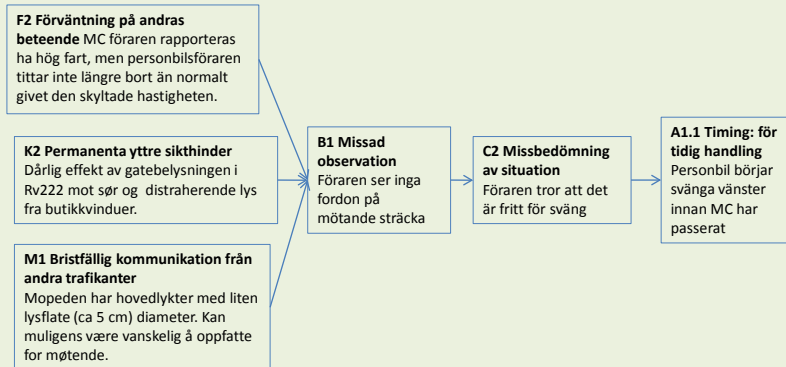 F2 Förväntning på andras
beteende MC föraren rapporteras
ha hög fart, men personbilsföraren
tittar inte längre bort än normalt
givet den skyltade hastigheten.
K2 Permanenta yttre sikthinder
Dårlig effekt av gatebelysningen i
Rv222 mot sør og distraherende lys
fra butikkvinduer.
M1 Bristfällig kommunikation från
andra trafikanter
Mopeden har hovedlykter med liten
lysflate (ca 5 cm) diameter. Kan
muligens være vanskelig å oppfatte
for møtende.
B1 Missad
observation
Föraren ser inga
fordon på
mötande sträcka
C2 Missbedömning
av situation
Föraren tror att det
är fritt för sväng
A1.1 Timing: för
tidig handling
Personbil börjar
svänga vänster
innan MC har
passerat